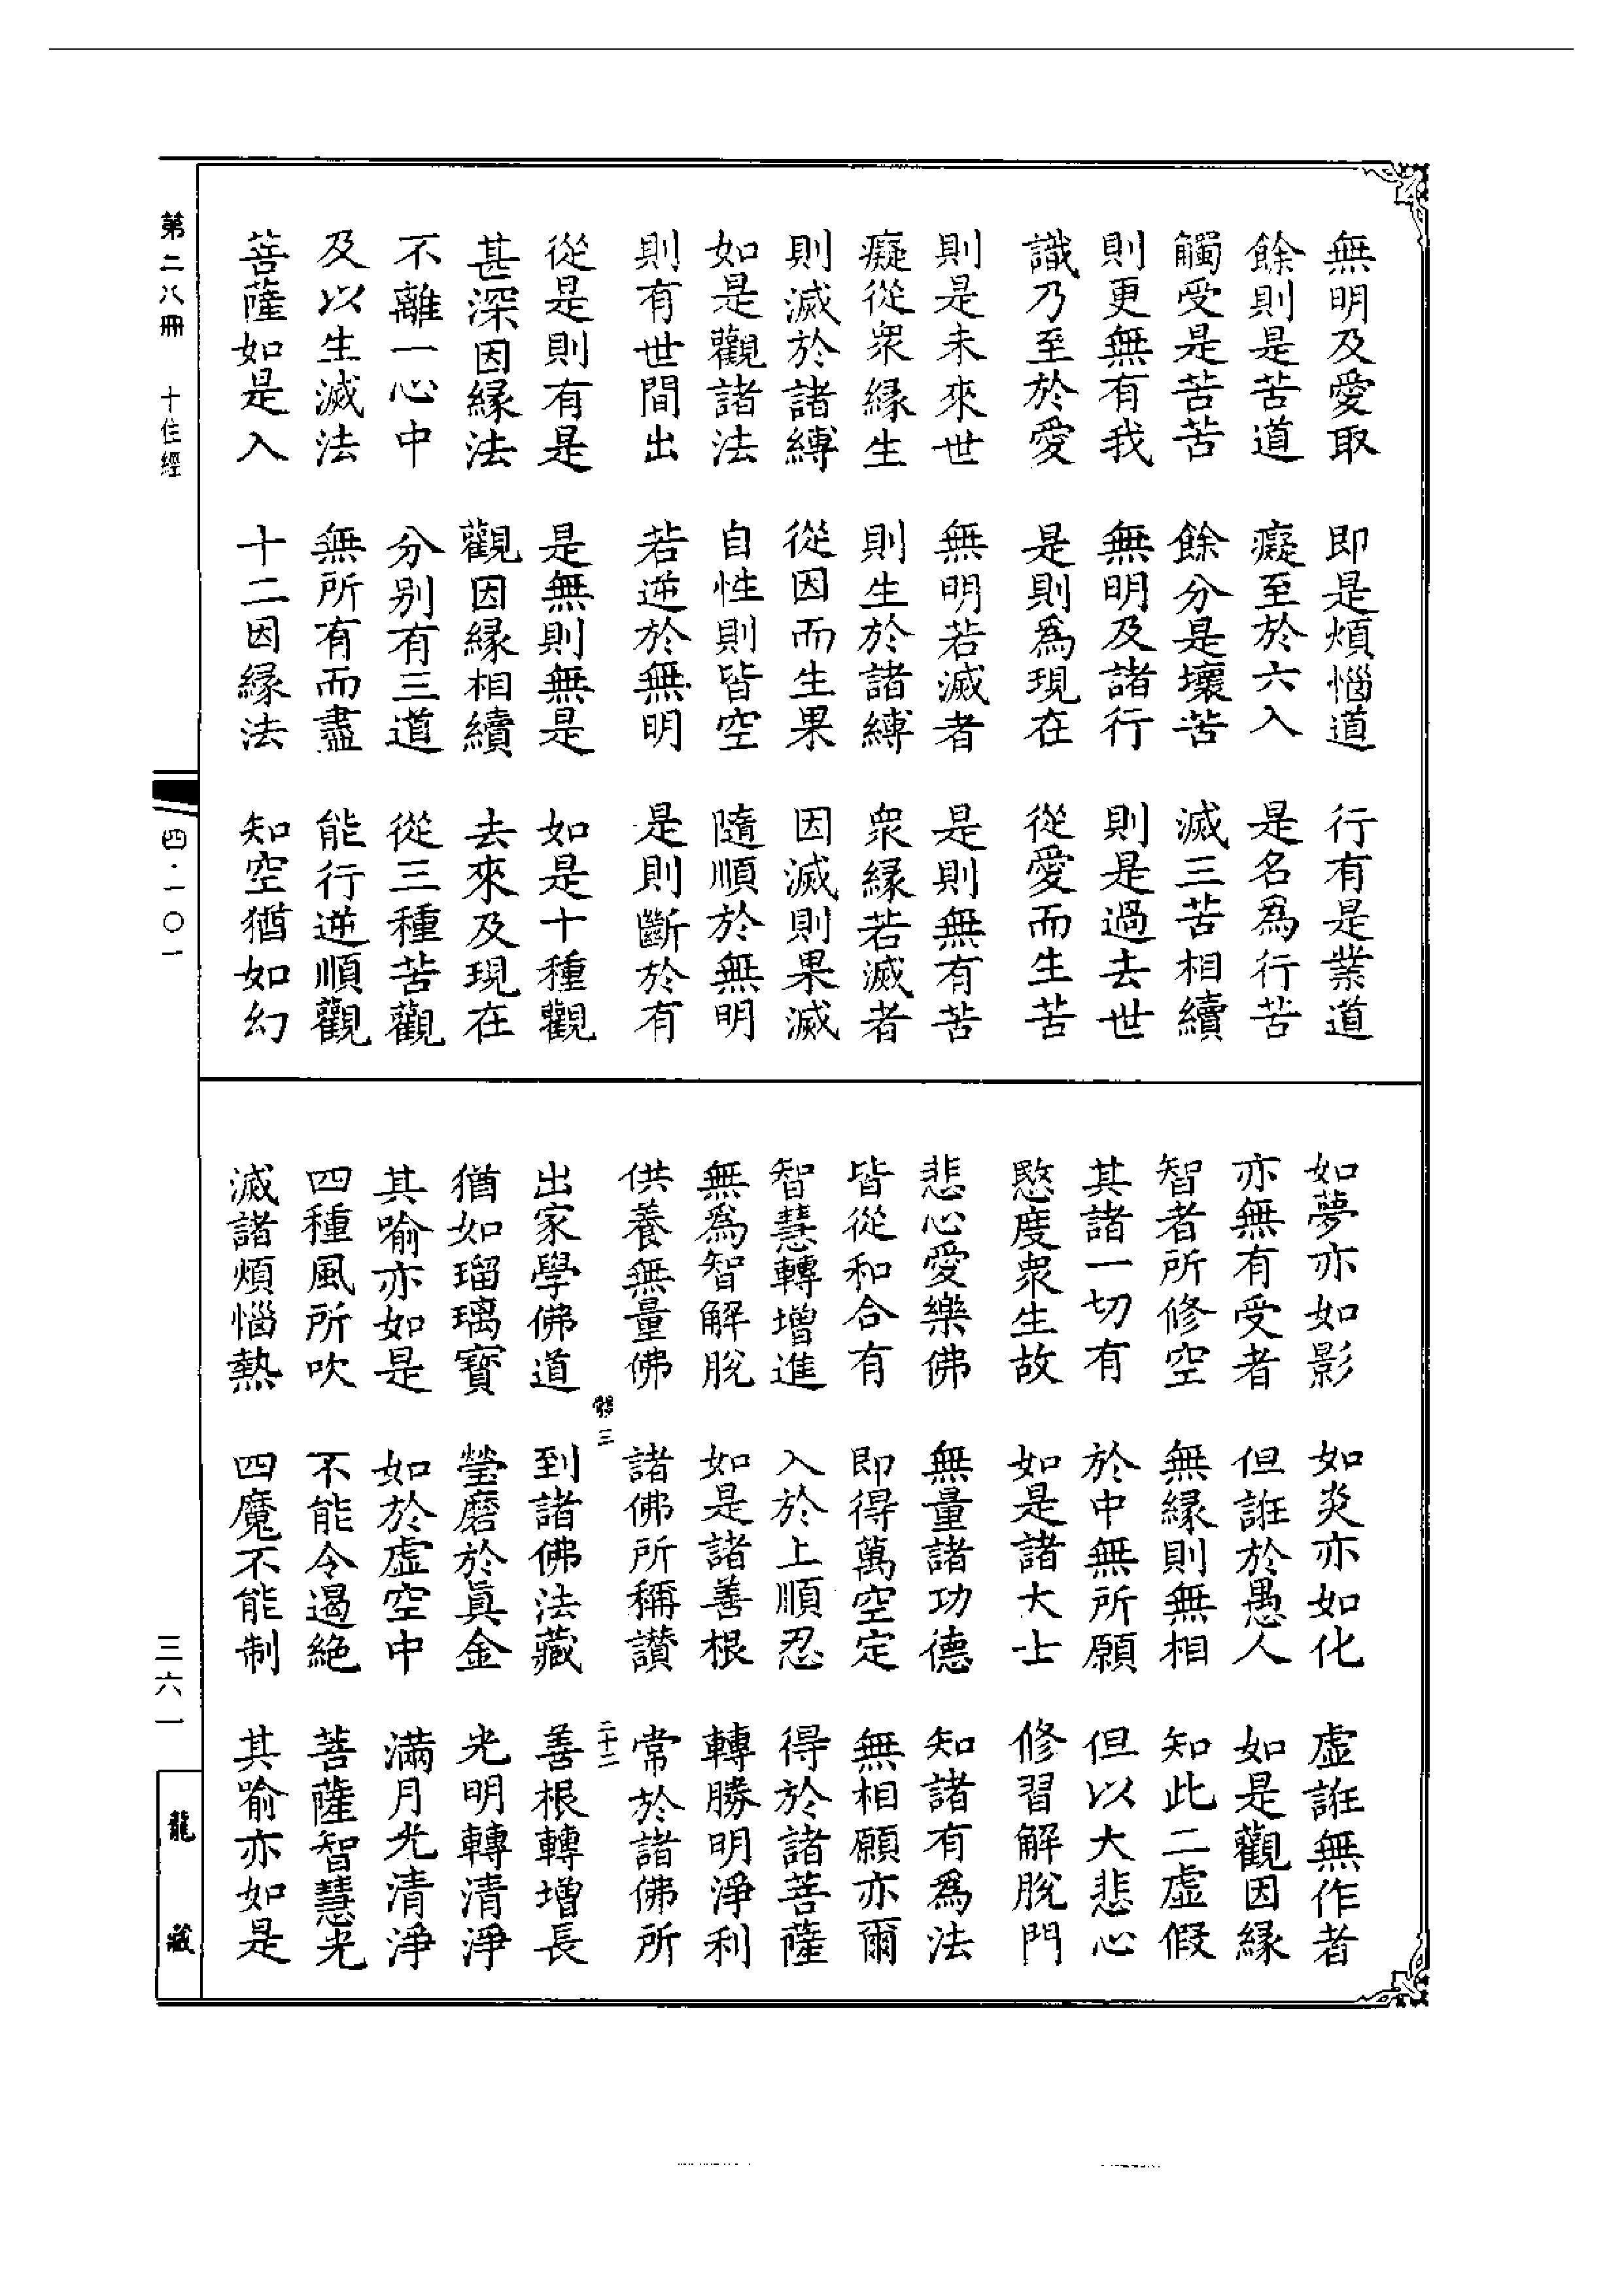 無明及愛取　即是煩惱道　行有是業道
餘則是苦道　癡至於六入　是名為行苦
觸受是苦苦　餘分是壞苦　滅三苦相續
則更無有我　無明及諸行　則是過去世
識乃至於愛　是則為現在　從愛而生苦
則是未來世　無明若滅者　是則無有苦
癡從衆緣生　則生於諸縛　衆緣若滅者
則滅於諸縛　從因而生果　因滅則果滅
如是觀諸法　自性則皆空　隨順於無明
則有世間出　若逆於無明　是則斷於有
從是則有是　是無則無是　如是十種觀
甚深因緣法　觀因緣相續　去來及現在
不離一心中　分別有三道　從三種苦觀
及以生滅法　無所有而盡　能行逆順觀
菩薩如是入　十二因緣法　知空猶如幻
如夢亦如影　如炎亦如化　虛誑無作者
亦無有受者　但誑於愚人　如是觀因緣
智者所修空　無緣則無相　知此二虛假
其諸一切有　於中無所願　但以大悲心
愍度衆生故　如是諸大士　修習解脫門
悲心愛樂佛　無量諸功德　知諸有為法
皆從和合有　即得萬空定　無相願亦爾
智慧轉增進　入於上順忍　得於諸菩薩
無為智解脫　如是諸善根　轉勝明淨利
供養無量佛　諸佛所稱讚　常於諸佛所
三　二十二
出家學佛道　到諸佛法藏　善根轉增長
猶如瑠璃寶　瑩磨於真金　光明轉清淨
其喻亦如是　如於虛空中　滿月光清淨
四種風所吹　不能令遏絕　菩薩智慧光
滅諸煩惱熱　四魔不能制　其喻亦如是
第二八冊　十住經
四·一〇一
三六一
龍藏